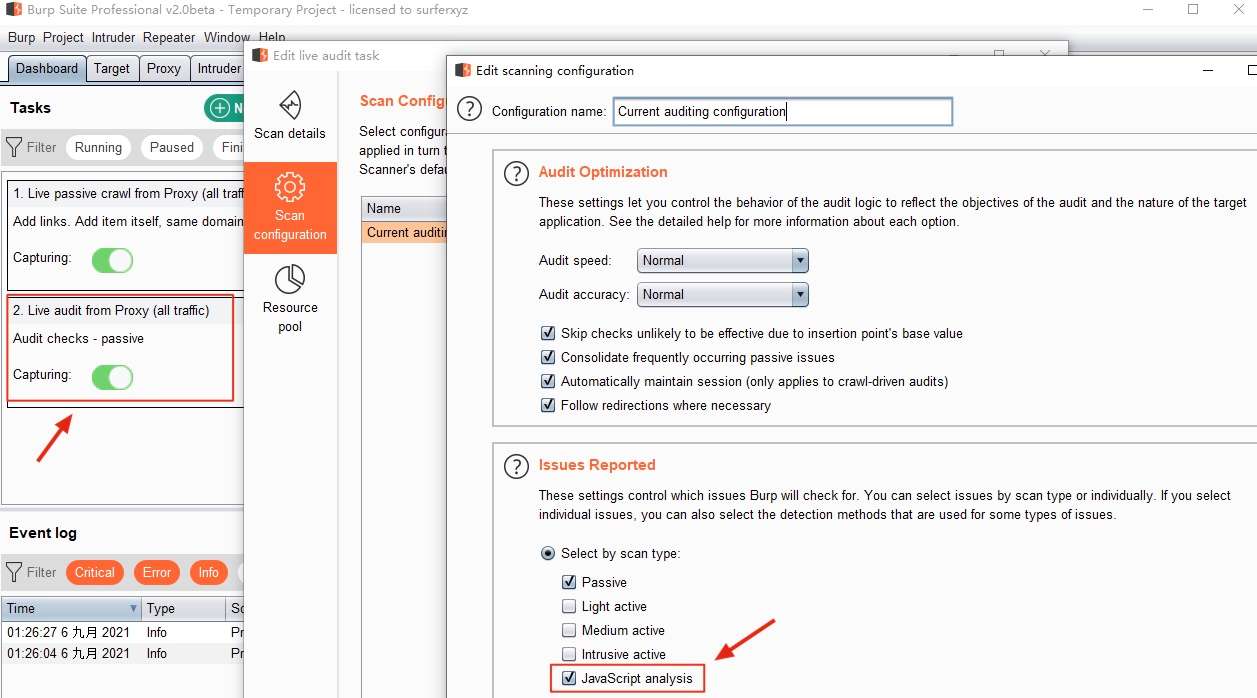 Burp Suite Professional v2.0beta - Temporary Project - licensed to surferxyz
Burp Project Intruder Repeater Window Help
Dashboard Target Proxy Intruder
Tasks
Filter Running Paused
1. Live passive crawl from Proxy (all
Add links. Add item itself, same domain
Capturing:
2. Live audit from Proxy (all traffic)
Audit checks - passive
Capturing:
Event log
Filter Critical Error Info
Time Type
01:26:27 6 九月 2021 Info
01:26:04 6 九月 2021 Info
Edit live audit task
Scan details
Scan
configuration
Resource
pool
Scan
Select
applied in turn
Scanner's
Name
Current
Edit scanning configuration
? Configuration name: Current auditing configuration
? Audit Optimization
These settings let you control the behavior of the audit logic to reflect the objectives of the audit and the nature of the target
application. See the detailed help for more information about each option.
Audit speed: Normal
Audit accuracy: Normal
Skip checks unlikely to be effective due to insertion point's base value
Consolidate frequently occurring passive issues
Automatically maintain session (only applies to crawl-driven audits)
Follow redirections where necessary
? Issues Reported
These settings control which issues Burp will check for. You can select issues by scan type or individually. If you select
individual issues, you can also select the detection methods that are used for some types of issues.
Select by scan type:
Passive
Light active
Medium active
Intrusive active
JavaScript analysis